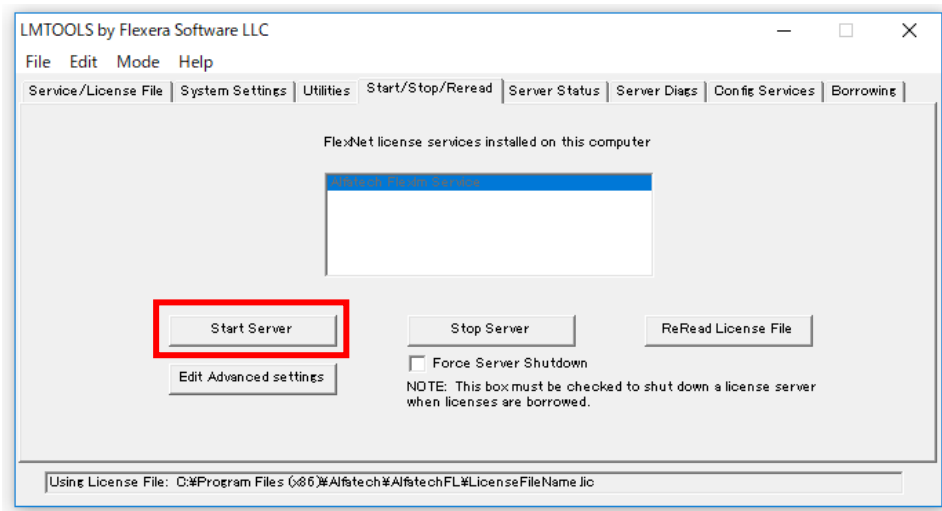 LMTOOLS by Flexera Software LLC
File Edit Mode Help
Service/License File System Settings Utilities Start/Stop/Reread Server Status Server Diags Config Services Borrowing
FlexNet license services installed on this computer
Alfatech Flexlm Service
Start Server Stop Server ReRead License File
Force Server Shutdown
Edit Advanced settings
NOTE: This box must be checked to shut down a license server
when licenses are borrowed.
Using License File: C:¥Program Files (x86)¥Alfatech¥AlfatechFL¥LicenseFileName.lic